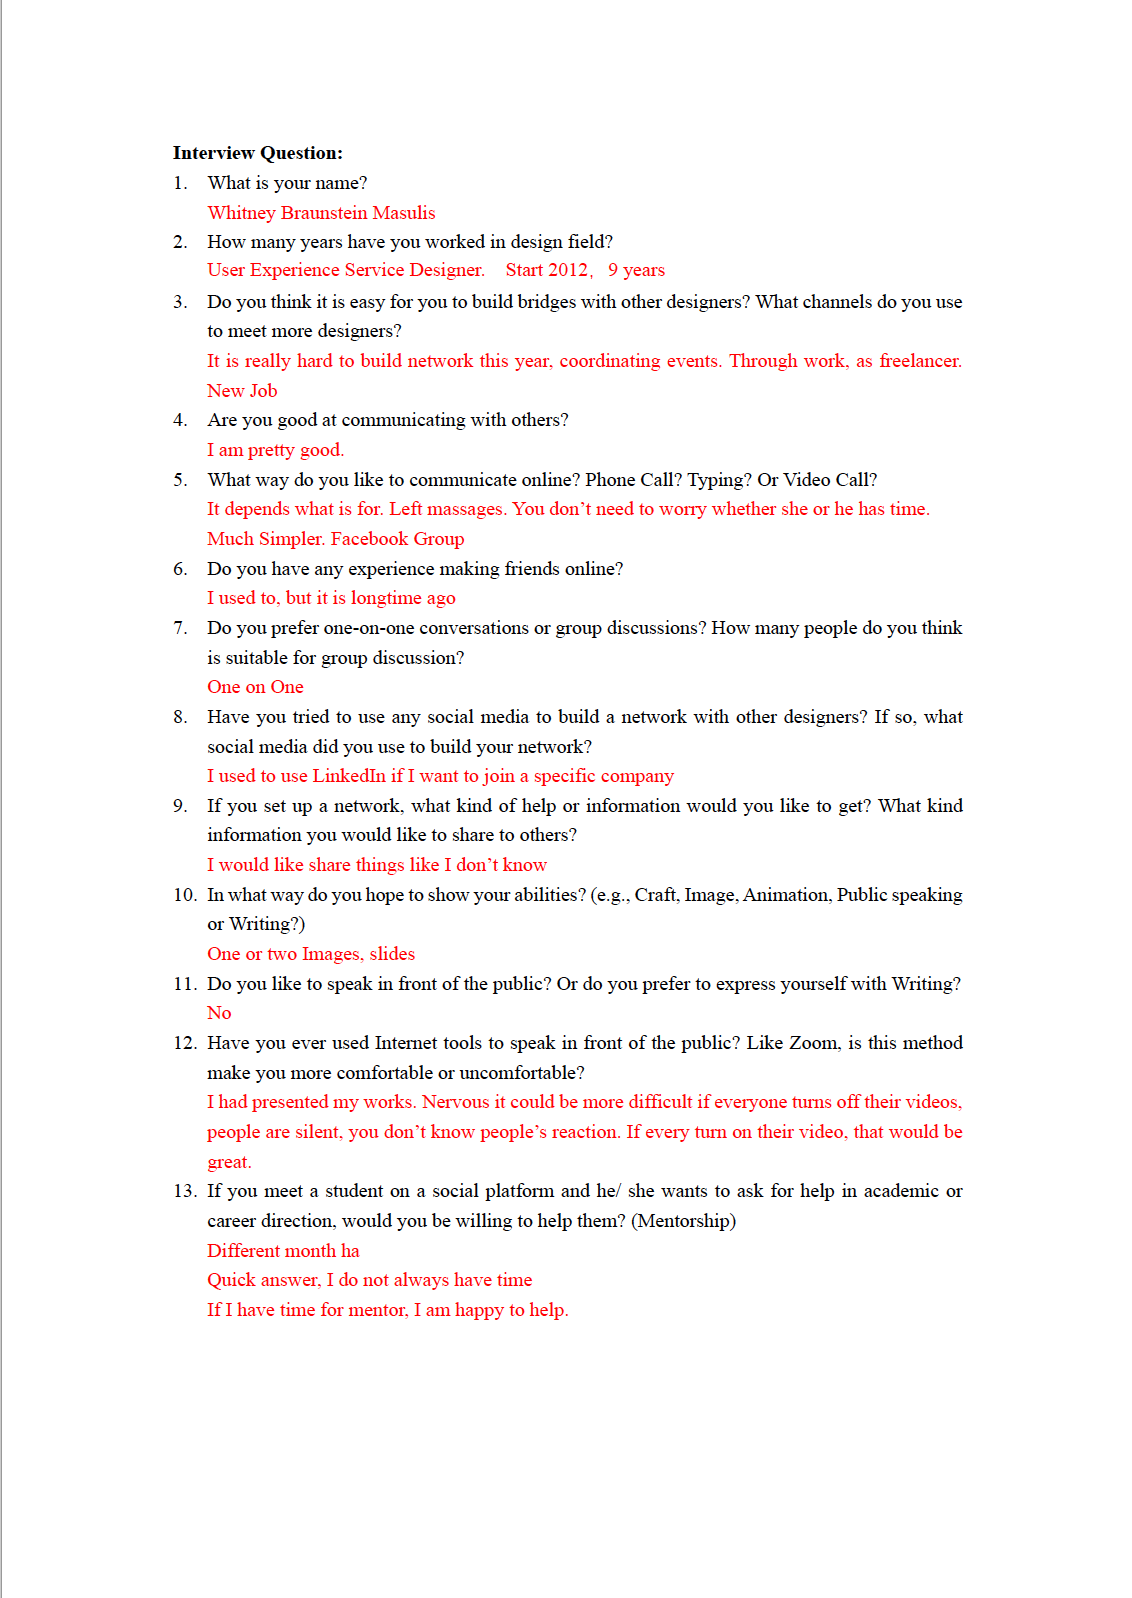 Interview Question:
1. What is your name?
Whitney Braunstein Masulis
2. How many years have you worked in design field?
User Experience Service Designer. Start 2012, 9 years
3. Do you think it is easy for you to build bridges with other designers? What channels do you use
to meet more designers?
It is really hard to build network this year, coordinating events. Through work, as freelancer.
New Job
4. Are you good at communicating with others?
I am pretty good.
5. What way do you like to communicate online? Phone Call? Typing? Or Video Call?
It depends what is for. Left massages. You don’t need to worry whether she or he has time.
Much Simpler. Facebook Group
6. Do you have any experience making friends online?
I used to, but it is longtime ago
7. Do you prefer one-on-one conversations or group discussions? How many people do you think
is suitable for group discussion?
One on One
8. Have you tried to use any social media to build a network with other designers? If so, what
social media did you use to build your network?
I used to use LinkedIn if I want to join a specific company
9. If you set up a network, what kind of help or information would you like to get? What kind
information you would like to share to others?
I would like share things like I don’t know
10. In what way do you hope to show your abilities? (e.g., Craft, Image, Animation, Public speaking
or Writing?)
One or two Images, slides
11. Do you like to speak in front of the public? Or do you prefer to express yourself with Writing?
No
12. Have you ever used Internet tools to speak in front of the public? Like Zoom, is this method
make you more comfortable or uncomfortable?
I had presented my works. Nervous it could be more difficult if everyone turns off their videos,
people are silent, you don’t know people’s reaction. If every turn on their video, that would be
great.
13. If you meet a student on a social platform and he/ she wants to ask for help in academic or
career direction, would you be willing to help them? (Mentorship)
Different month ha
Quick answer, I do not always have time
If I have time for mentor, I am happy to help.